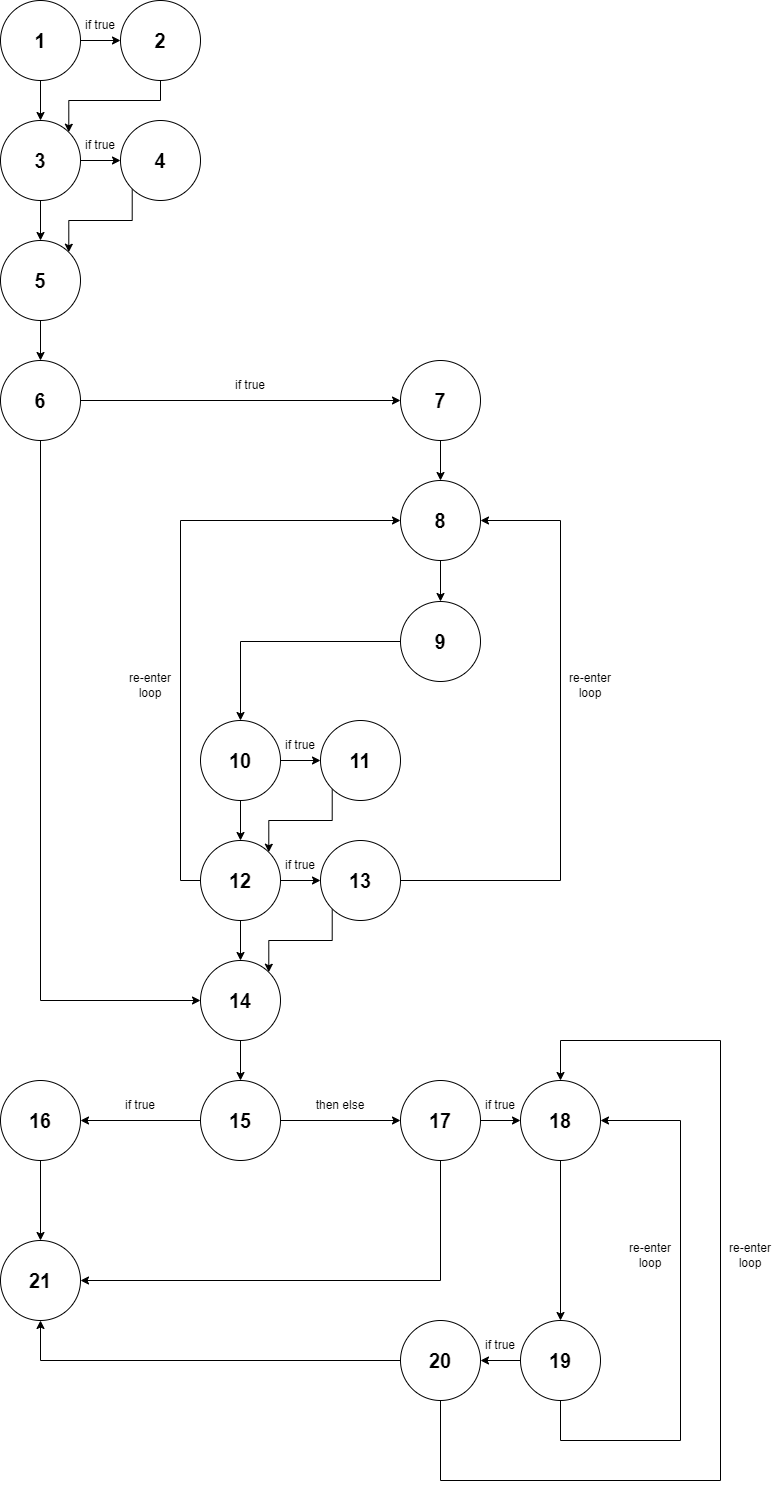 if true
1
2
if true
3
4
5
if true
6
7
8
9
re-enter
loop
re-enter
loop
if true
10
11
if true
12
13
14
if true
then else
if true
16
15
17
18
re-enter
loop
re-enter
loop
21
if true
20
19